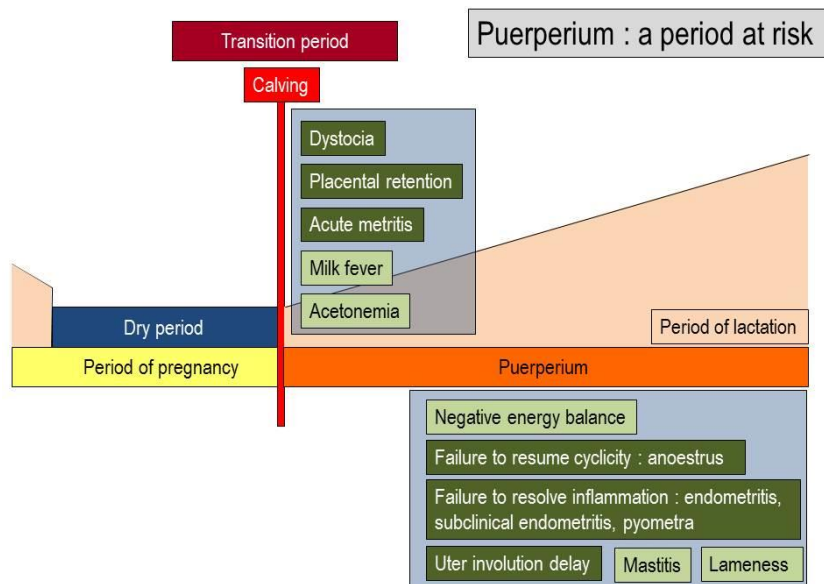 Transition period
Puerperium : a period at risk
Calving
Dystocia
Placental retention
Acute metritis
Milk fever
Acetonemia
Dry period
Period of lactation
Period of pregnancy
Puerperium
Negative energy balance
Failure to resume cyclicity : anoestrus
Failure to resolve inflammation : endometritis,
subclinical endometritis, pyometra
Uter involution delay
Mastitis
Lameness